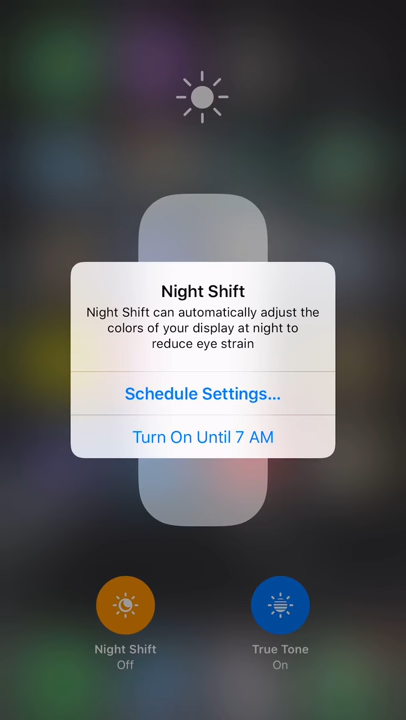 Night Shift
Night Shift can automatically adjust the
colors of your display at night to
reduce eye strain
Schedule Settings...
Turn On Until 7 AM
Night Shift
Off
True Tone
On